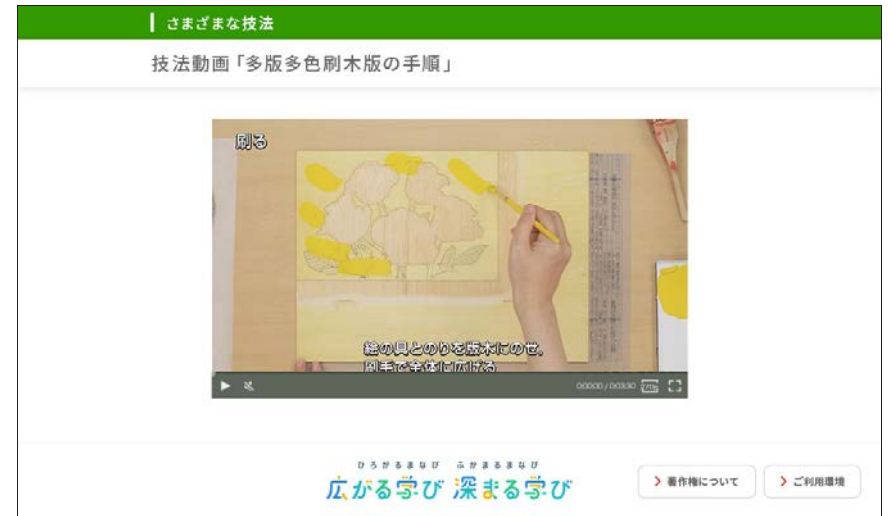 さまざまな技法
技法動画「多版多色刷木版の手順」
刷る
絵の具とのりを版木にのせ、
刷手で全体に広げる
ひろがるまなび ふかまるまなび
広がる学び 深まる学び
著作権について
ご利用環境